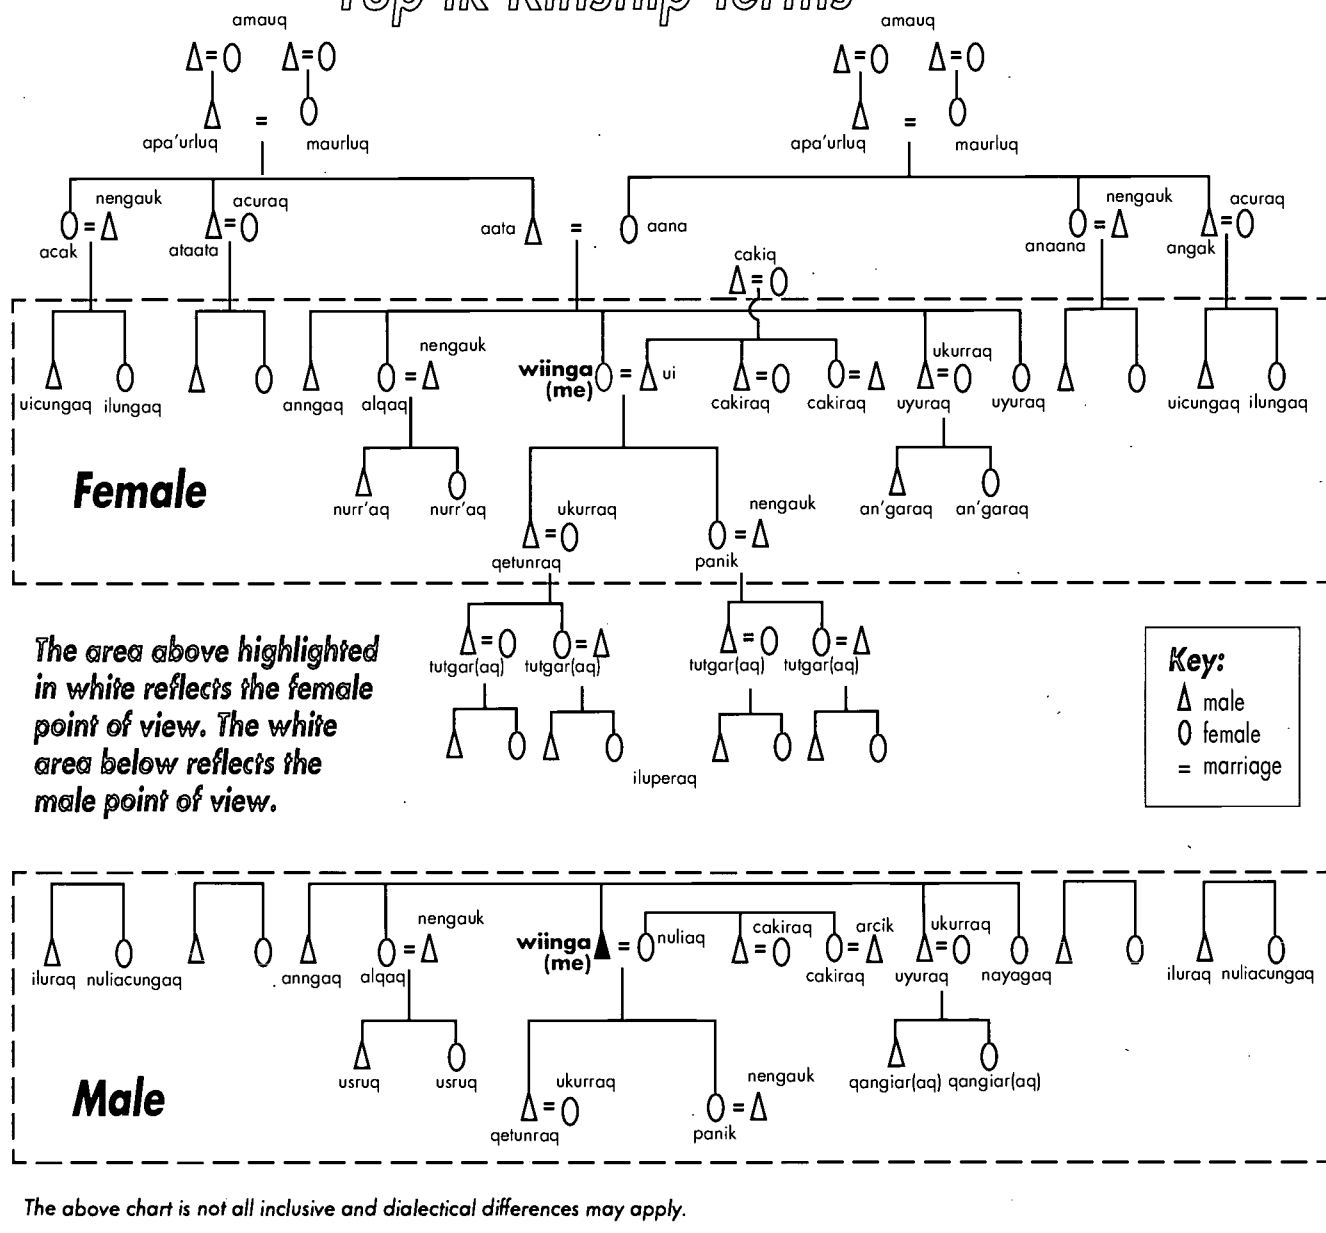 Kinship Terms
amauq amauq
apa'urluq = maurluq apa'urluq = maurluq
nengauk acuraq nengauk acuraq
acak ataata aata = aana anaana angak
cakiq
nengauk ukurraq
wiinga = ui
(me)
uicungaq ilungaq anngaq alqaq cakiraq cakiraq uyuraq uyuraq uicungaq ilungaq
Female
nurr'aq nurr'aq an'garaq an'garaq
ukurraq nengauk
qetunraq panik
The area above highlighted
in white reflects the female
point of view. The white
area below reflects the
male point of view.
tutgar(aq) tutgar(aq) tutgar(aq) tutgar(aq)
iluperaq
Key:
male
female
= marriage
nengauk cakiraq arcik ukurraq
wiinga = nuliaq
(me)
iluraq nuliacungaq anngaq alqaq cakiraq uyuraq nayagaq iluraq nuliacungaq
Male
usruq usruq qangiar(aq) qangiar(aq)
ukurraq nengauk
qetunraq panik
The above chart is not all inclusive and dialectical differences may apply.